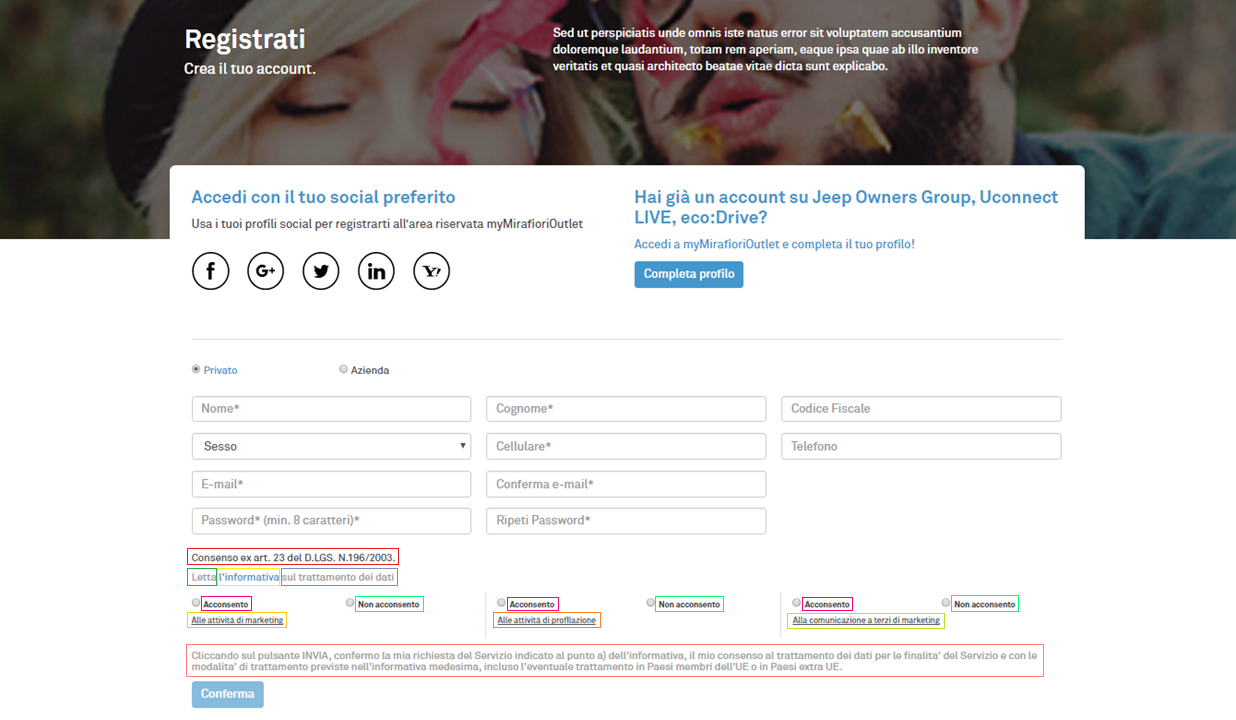 Registrati
Crea il tuo account.
Sed ut perspiciatis unde omnis iste natus error sit voluptatem accusantium
doloremque laudantium, totam rem aperiam, eaque ipsa quae ab illo inventore
veritatis et quasi architecto beatae vitae dicta sunt explicabo.
Accedi con il tuo social preferito
Usa i tuoi profili social per registrarti all'area riservata myMirafioriOutlet
Hai già un account su Jeep Owners Group, Uconnect
LIVE, eco:Drive?
Accedi a myMirafioriOutlet e completa il tuo profilo!
Completa profilo
Privato
Azienda
Nome*
Cognome*
Codice Fiscale
Sesso
Cellulare*
Telefono
E-mail*
Conferma e-mail*
Password* (min. 8 caratteri)*
Ripeti Password*
Consenso ex art. 23 del D.LGS. N.196/2003.
Letta l'informativa sul trattamento dei dati
Acconsento
Non acconsento
Alle attività di marketing
Acconsento
Non acconsento
Alle attività di profilazione
Acconsento
Non acconsento
Alla comunicazione a terzi di marketing
Cliccando sul pulsante INVIA, confermo la mia richiesta del Servizio indicato al punto a) dell'informativa, il mio consenso al trattamento dei dati per le finalita' del Servizio e con le
modalita' di trattamento previste nell'informativa medesima, incluso l'eventuale trattamento in Paesi membri dell'UE o in Paesi extra UE.
Conferma